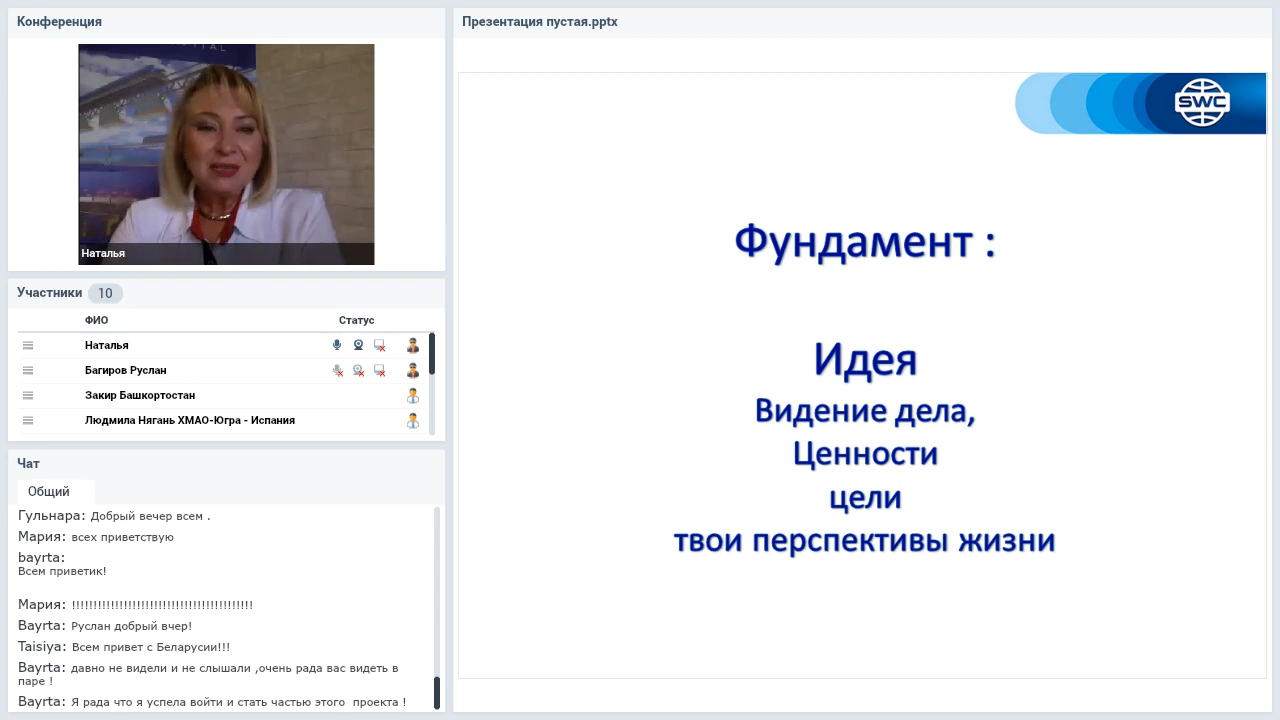 Конференция
TAL
Наталья
Участники 10
ФИО Статус
Наталья
Багиров Руслан
Закир Башкортостан
Людмила Нягань ХМАО-Югра - Испания
Чат
Общий
Гульнара: Добрый вечер всем .
Мария: всех приветствую
bayrta:
Всем приветик!
Мария: !!!!!!!!!!!!!!!!!!!!!!!!!!!!!!!!!!!!!!!!!!
Bayrta: Руслан добрый вчер!
Taisiya: Всем привет с Беларусии!!!
Bayrta: давно не видели и не слышали ,очень рада вас видеть в
паре !
Bayrta: Я рада что я успела войти и стать частью этого проекта !
Презентация пустая.pptx
SWC
Фундамент :
Идея
Видение дела,
Ценности
цели
твои перспективы жизни